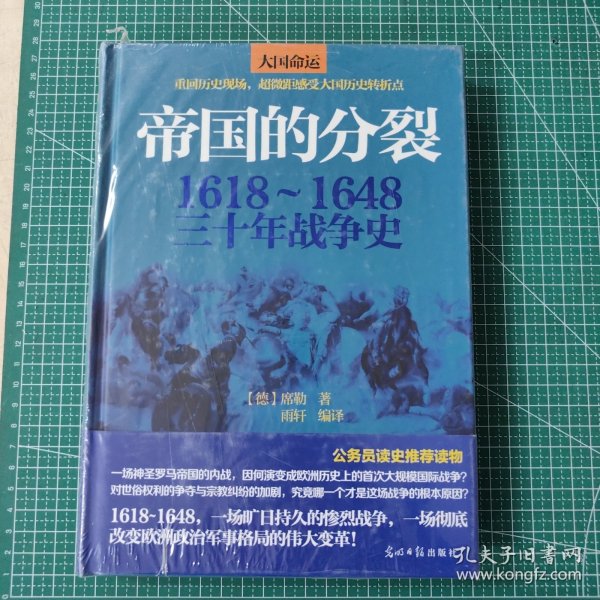 大国命运
重回历史现场，超微距感受大国历史转折点
帝国的分裂
1618～1648
三十年战争史
【德】席勒 著
雨轩 编译
公务员读史推荐读物
一场神圣罗马帝国的内战，因何演变成欧洲历史上的首次大规模国际战争？
对世俗权利的争夺与宗教纠纷的加剧，究竟哪一个才是这场战争的根本原因？
1618~1648，一场旷日持久的惨烈战争，一场彻底
改变欧洲政治军事格局的伟大变革！
光明日报出版社
孔夫子旧书网
www.kongfz.com